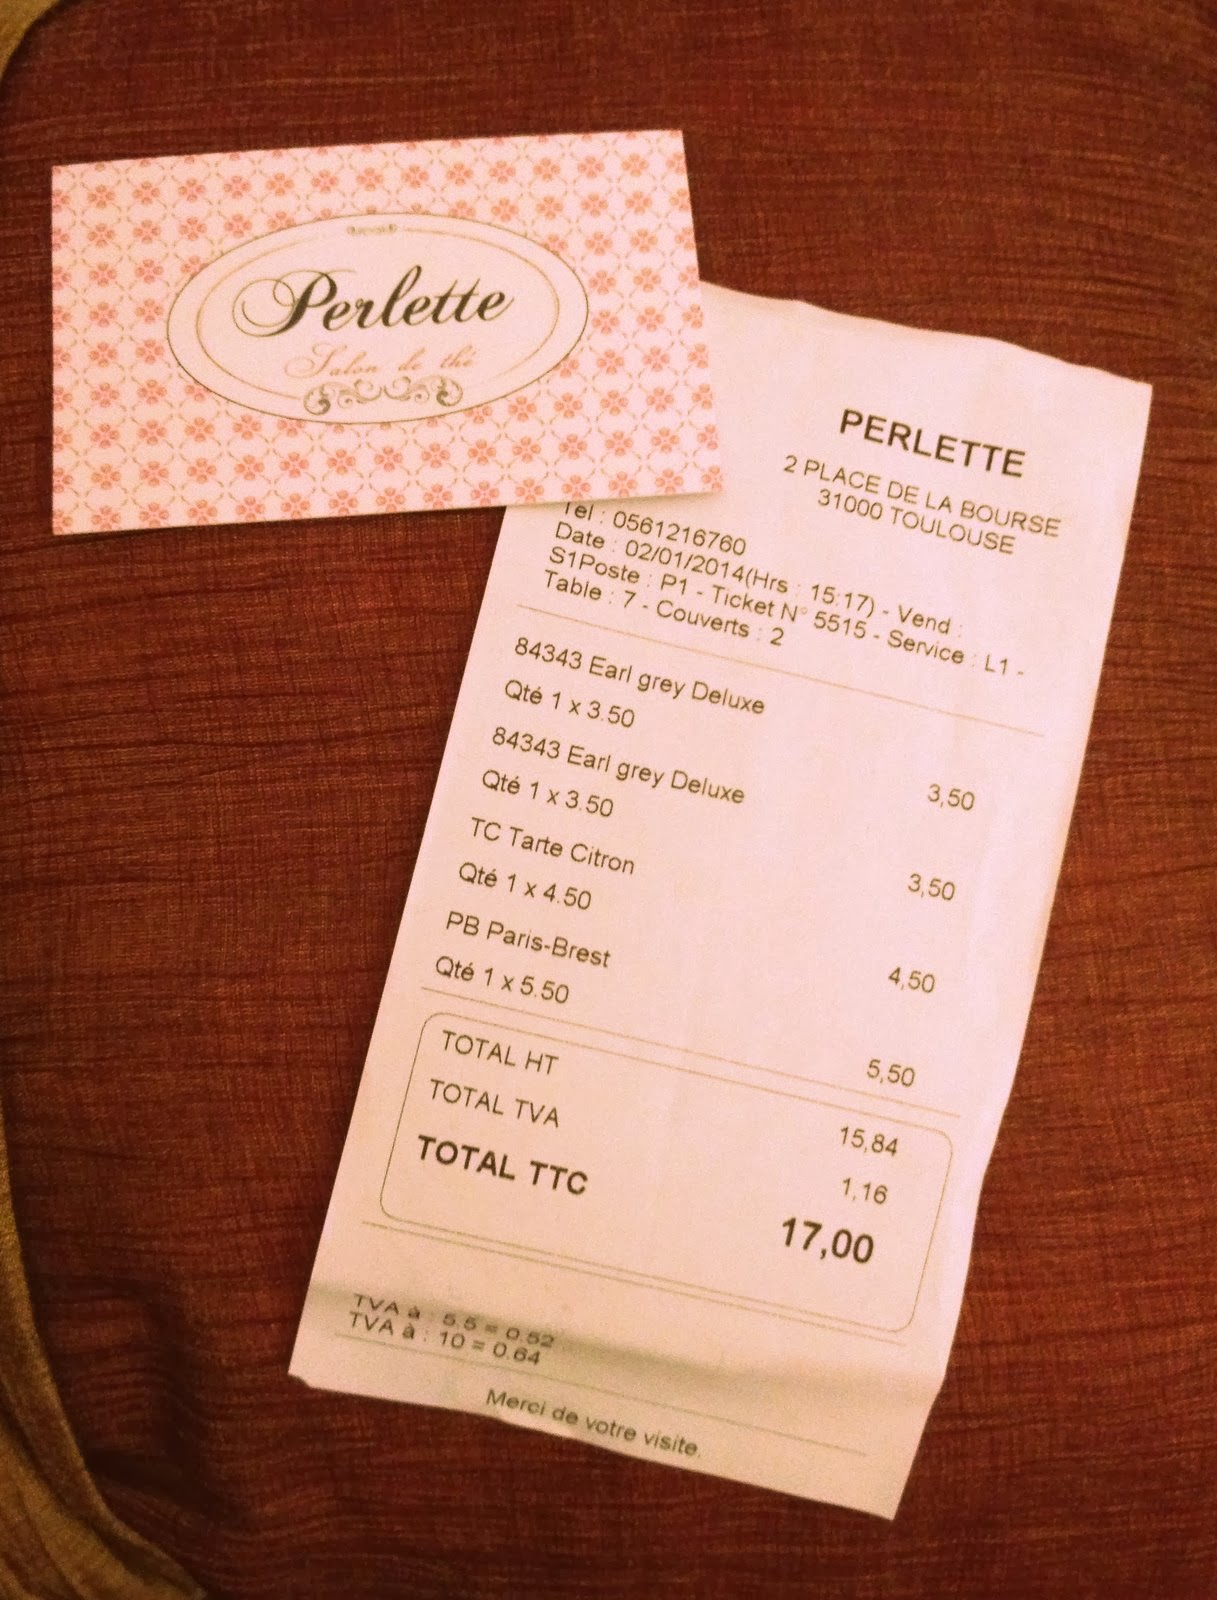 Perlette
Salon de thé
PERLETTE
2 PLACE DE LA BOURSE
31000 TOULOUSE
Tel : 0561216760
Date : 02/01/2014(Hrs : 15:17) - Vend :
S1Poste : P1 - Ticket N° 5515 - Service : L1 -
Table : 7 - Couverts : 2
84343 Earl grey Deluxe
Qté 1 x 3.50 3,50
84343 Earl grey Deluxe
Qté 1 x 3.50 3,50
TC Tarte Citron
Qté 1 x 4.50 4,50
PB Paris-Brest
Qté 1 x 5.50 5,50
TOTAL HT 15,84
TOTAL TVA 1,16
TOTAL TTC 17,00
TVA à : 5.5 = 0.52
TVA à : 10 = 0.64
Merci de votre visite.